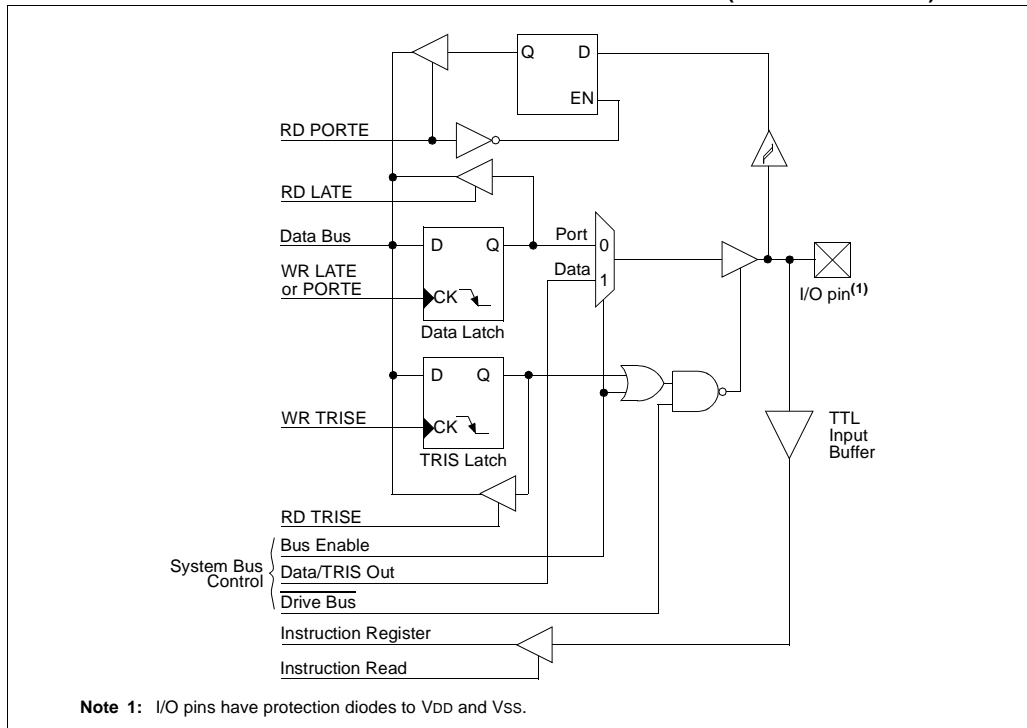 Q D
EN
RD PORTE
RD LATE
Data Bus
D Q
Port
0
WR LATE
or PORTE
CK
Data
1
I/O pin(1)
Data Latch
D Q
WR TRISE
CK
TRIS Latch
TTL
Input
Buffer
RD TRISE
System Bus
Control
Bus Enable
Data/TRIS Out
Drive Bus
Instruction Register
Instruction Read
Note 1: I/O pins have protection diodes to VDD and VSS.